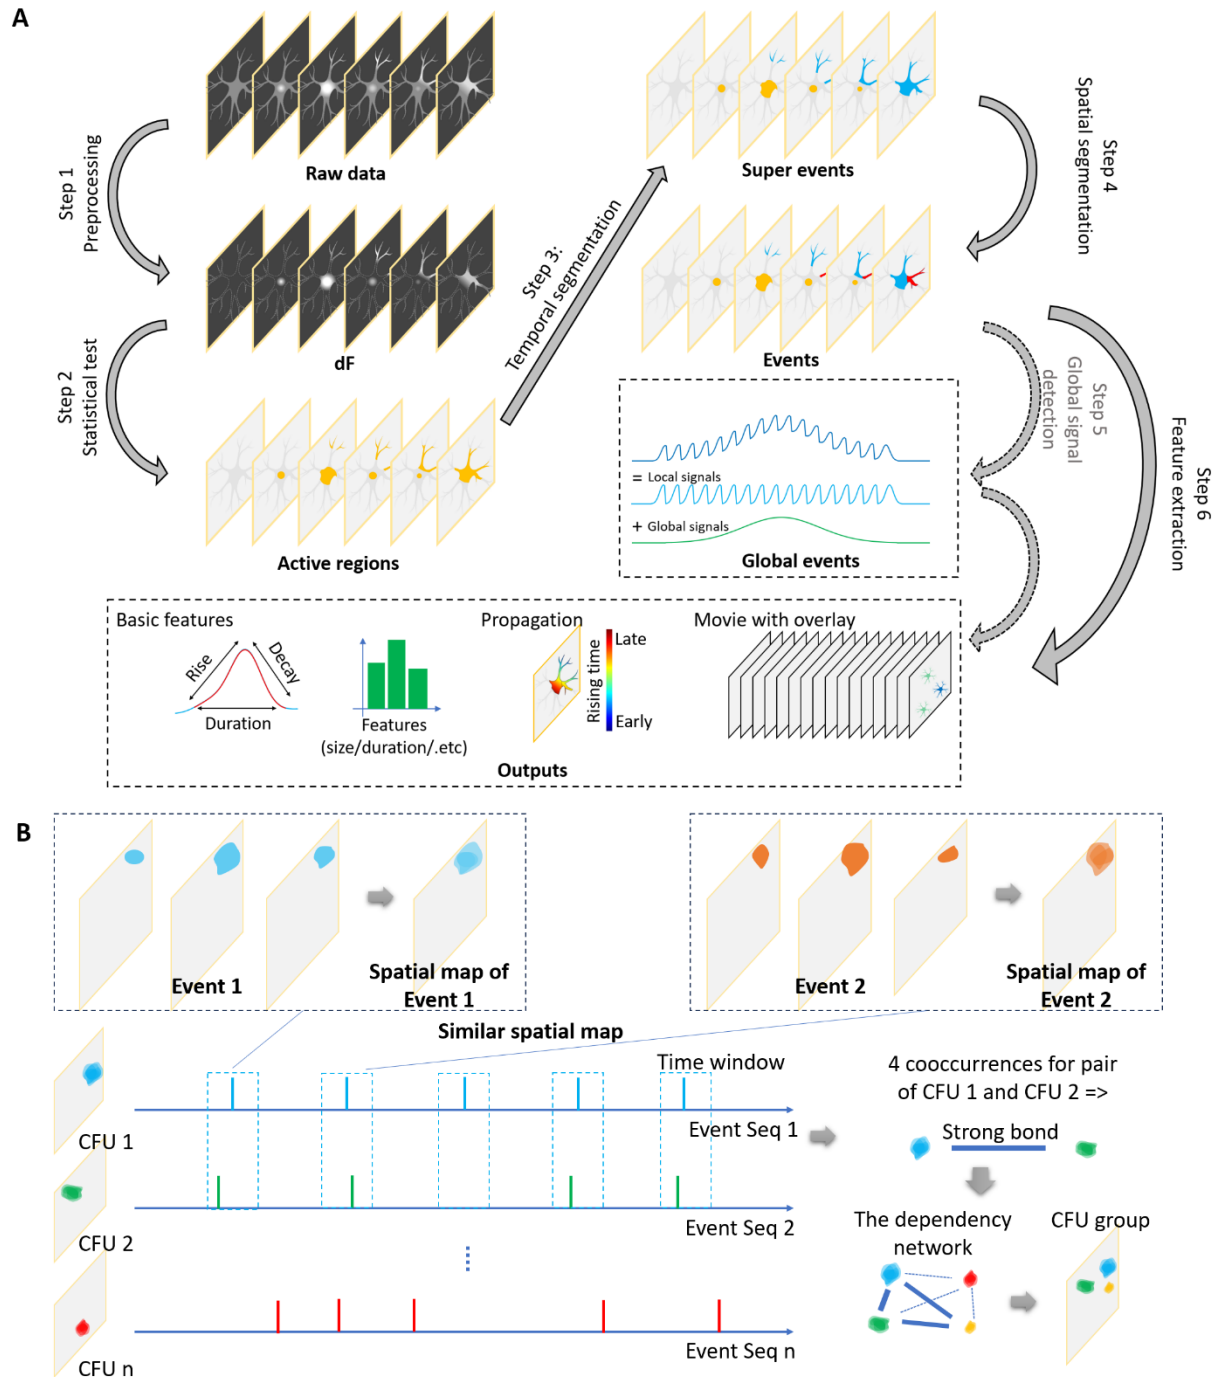 A
Raw data
Step 1
Preprocessing
dF
Step 2
Statistical test
Active regions
Step 3:
Temporal segmentation
Super events
Step 4
Spatial segmentation
Events
Step 5
Global signal
detection
= Local signals
+ Global signals
Global events
Step 6
Feature extraction
Basic features
Rise
Decay
Duration
Features
(size/duration/.etc)
Propagation
Late
Rising time
Early
Movie with overlay
Outputs
B
Event 1
Spatial map of
Event 1
Event 2
Spatial map of
Event 2
Similar spatial map
Time window
CFU 1
Event Seq 1
CFU 2
Event Seq 2
CFU n
Event Seq n
4 cooccurrences for pair
of CFU 1 and CFU 2 =>
Strong bond
The dependency
network
CFU group